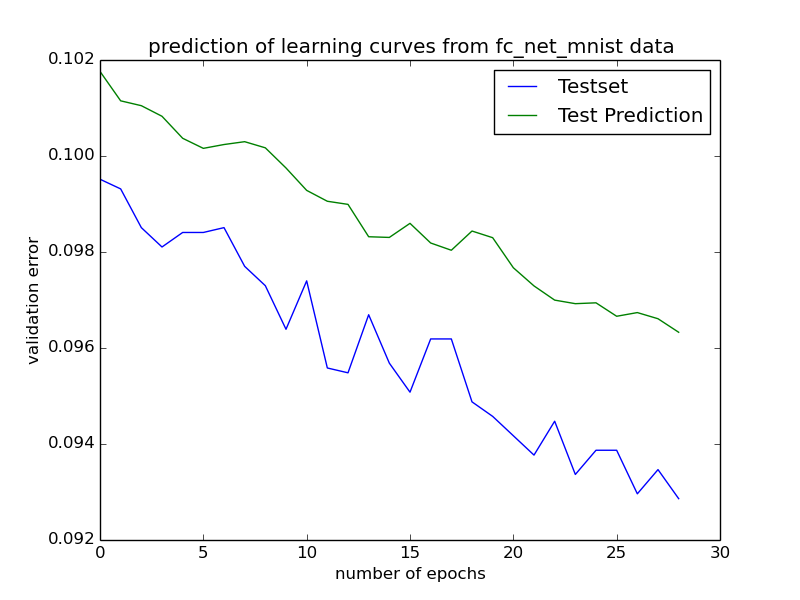 prediction of learning curves from fc_net_mnist data
Testset
Test Prediction
validation error
0.102
0.100
0.098
0.096
0.094
0.092
0 5 10 15 20 25 30
number of epochs